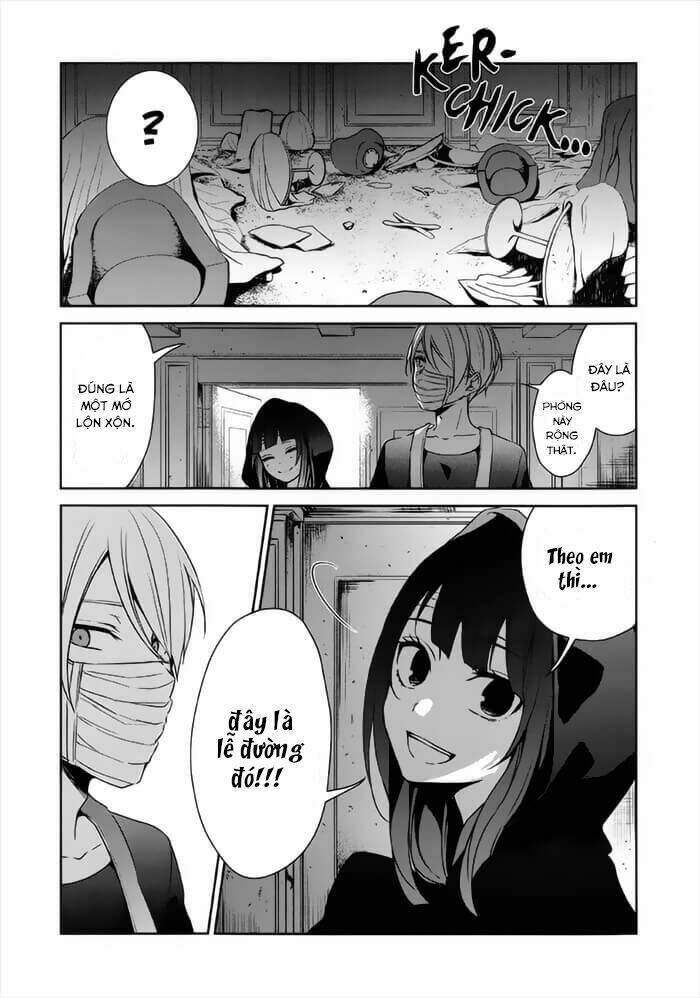 KER-
CHICK...
?
ĐÂY LÀ
ĐÂU?
PHÒNG
NÀY
RỘNG
THẬT.
ĐÚNG LÀ
MỘT MỚ
LỘN XỘN.
Theo em
thì...
đây là
lễ đường
đó!!!